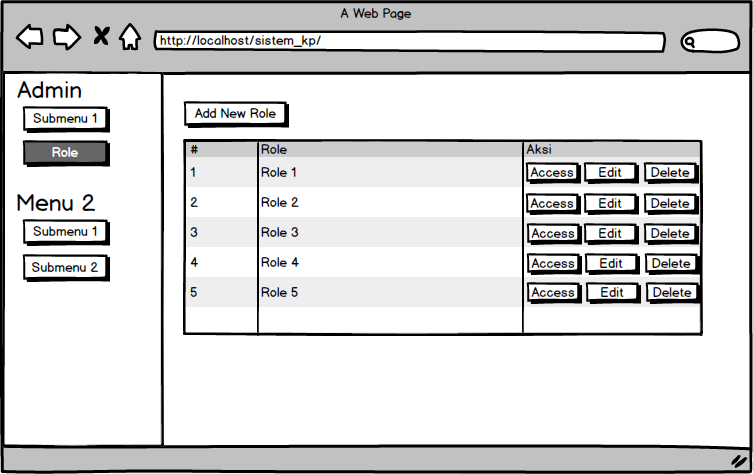 A Web Page
http://localhost/sistem_kp/
Admin
Submenu 1
Role
Menu 2
Submenu 1
Submenu 2
Add New Role
# Role Aksi
1 Role 1 Access Edit Delete
2 Role 2 Access Edit Delete
3 Role 3 Access Edit Delete
4 Role 4 Access Edit Delete
5 Role 5 Access Edit Delete